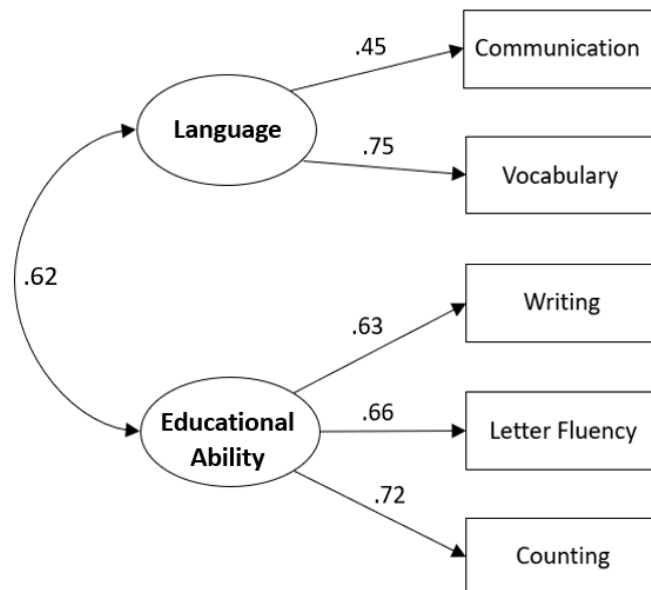 .45
Communication
Language
.75
Vocabulary
.62
Writing
.63
Educational
Ability
.66
Letter Fluency
.72
Counting